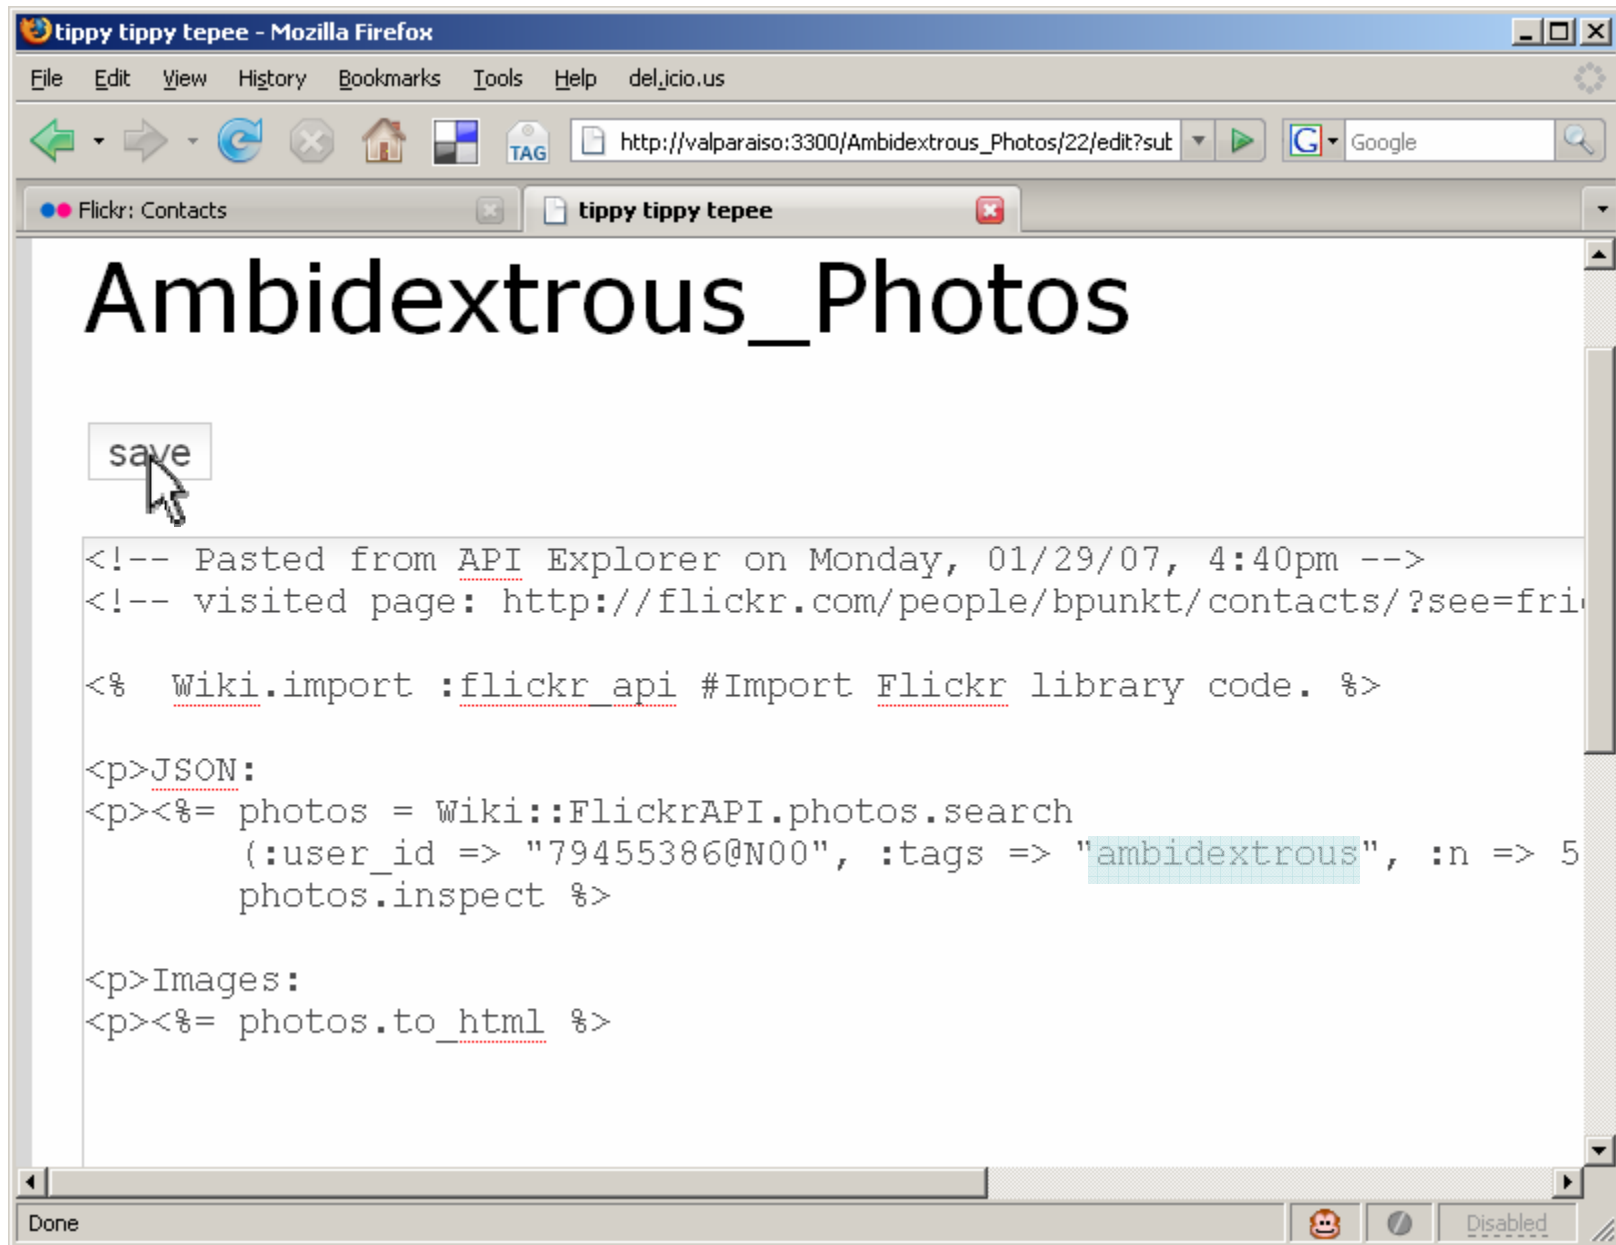 tippy tippy tepee - Mozilla Firefox
File Edit View History Bookmarks Tools Help del.icio.us
TAG http://valparaiso:3300/Ambidextrous_Photos/22/edit?sub G Google
Flickr: Contacts tippy tippy tepee
Ambidextrous_Photos
save
<!-- Pasted from API Explorer on Monday, 01/29/07, 4:40pm -->
<!-- visited page: http://flickr.com/people/bpunkt/contacts/?see=fri
<% Wiki.import :flickr_api #Import Flickr library code. %>
<p>JSON:
<p><%= photos = Wiki::FlickrAPI.photos.search
(:user_id => "79455386@N00", :tags => "ambidextrous", :n => 5
photos.inspect %>
<p>Images:
<p><%= photos.to_html %>
Done Disabled